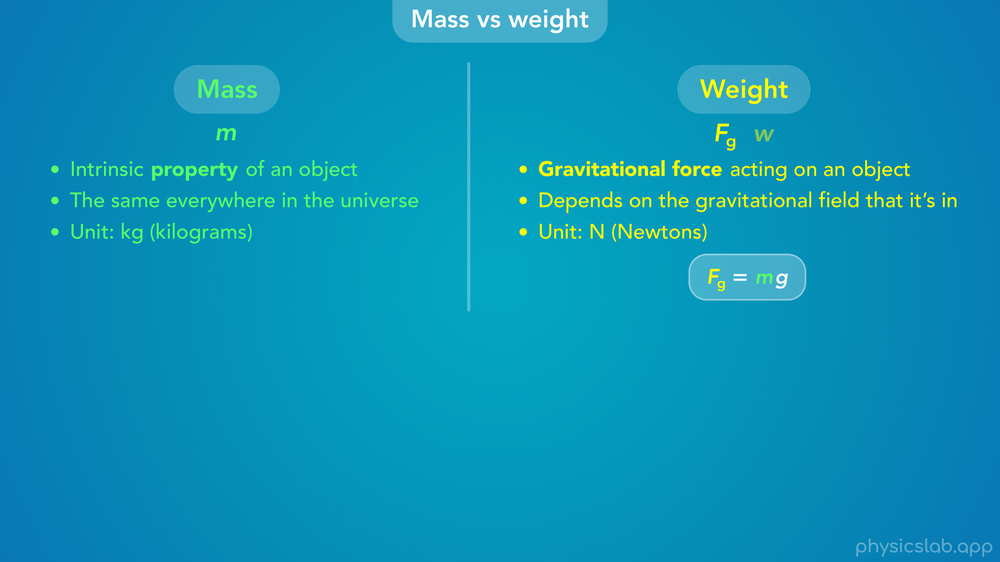 Mass vs weight
Mass
m
• Intrinsic property of an object
• The same everywhere in the universe
• Unit: kg (kilograms)
Weight
Fg w
• Gravitational force acting on an object
• Depends on the gravitational field that it’s in
• Unit: N (Newtons)
Fg = mg
physicslab.app